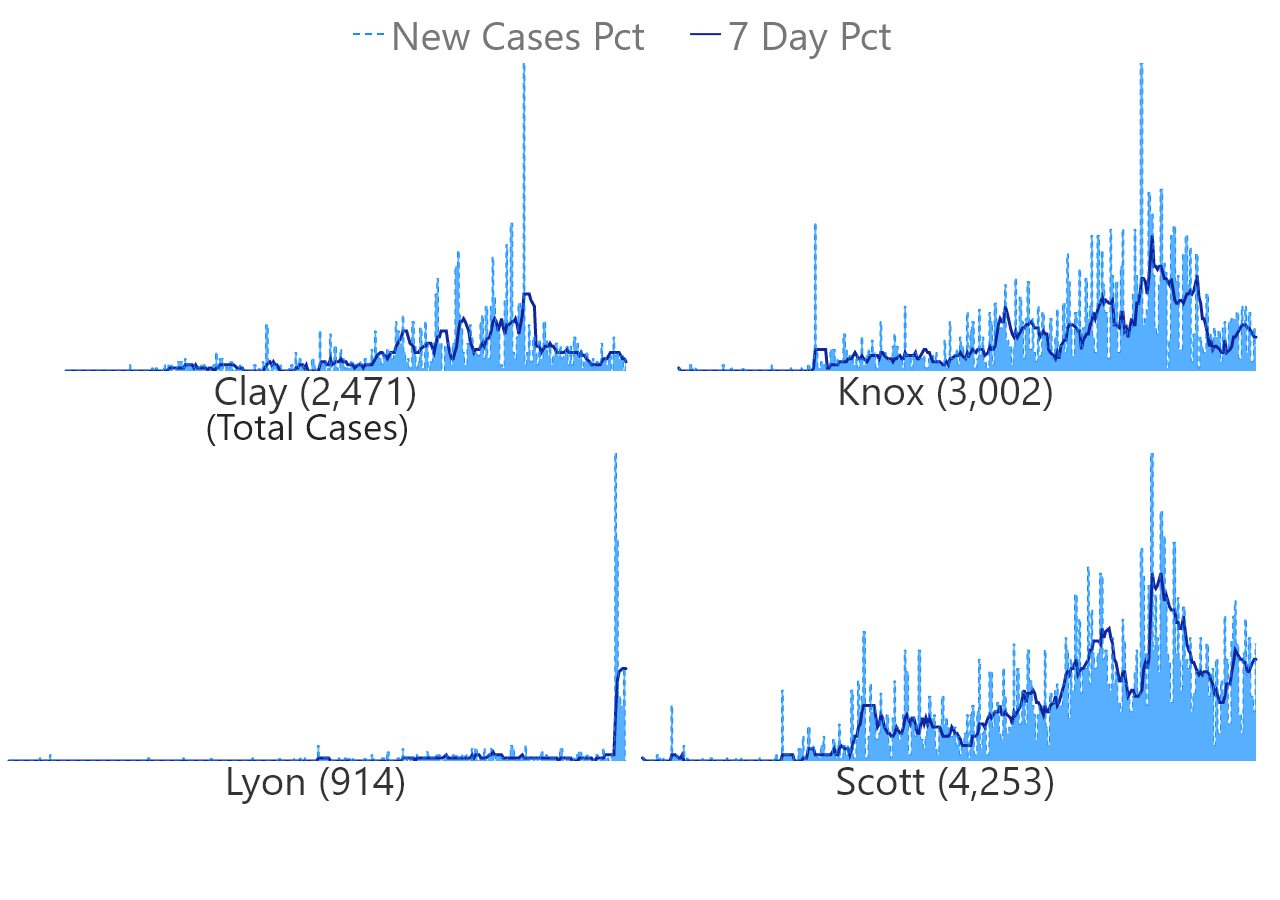 New Cases Pct 7 Day Pct
Clay (2,471)
(Total Cases)
Knox (3,002)
Lyon (914)
Scott (4,253)